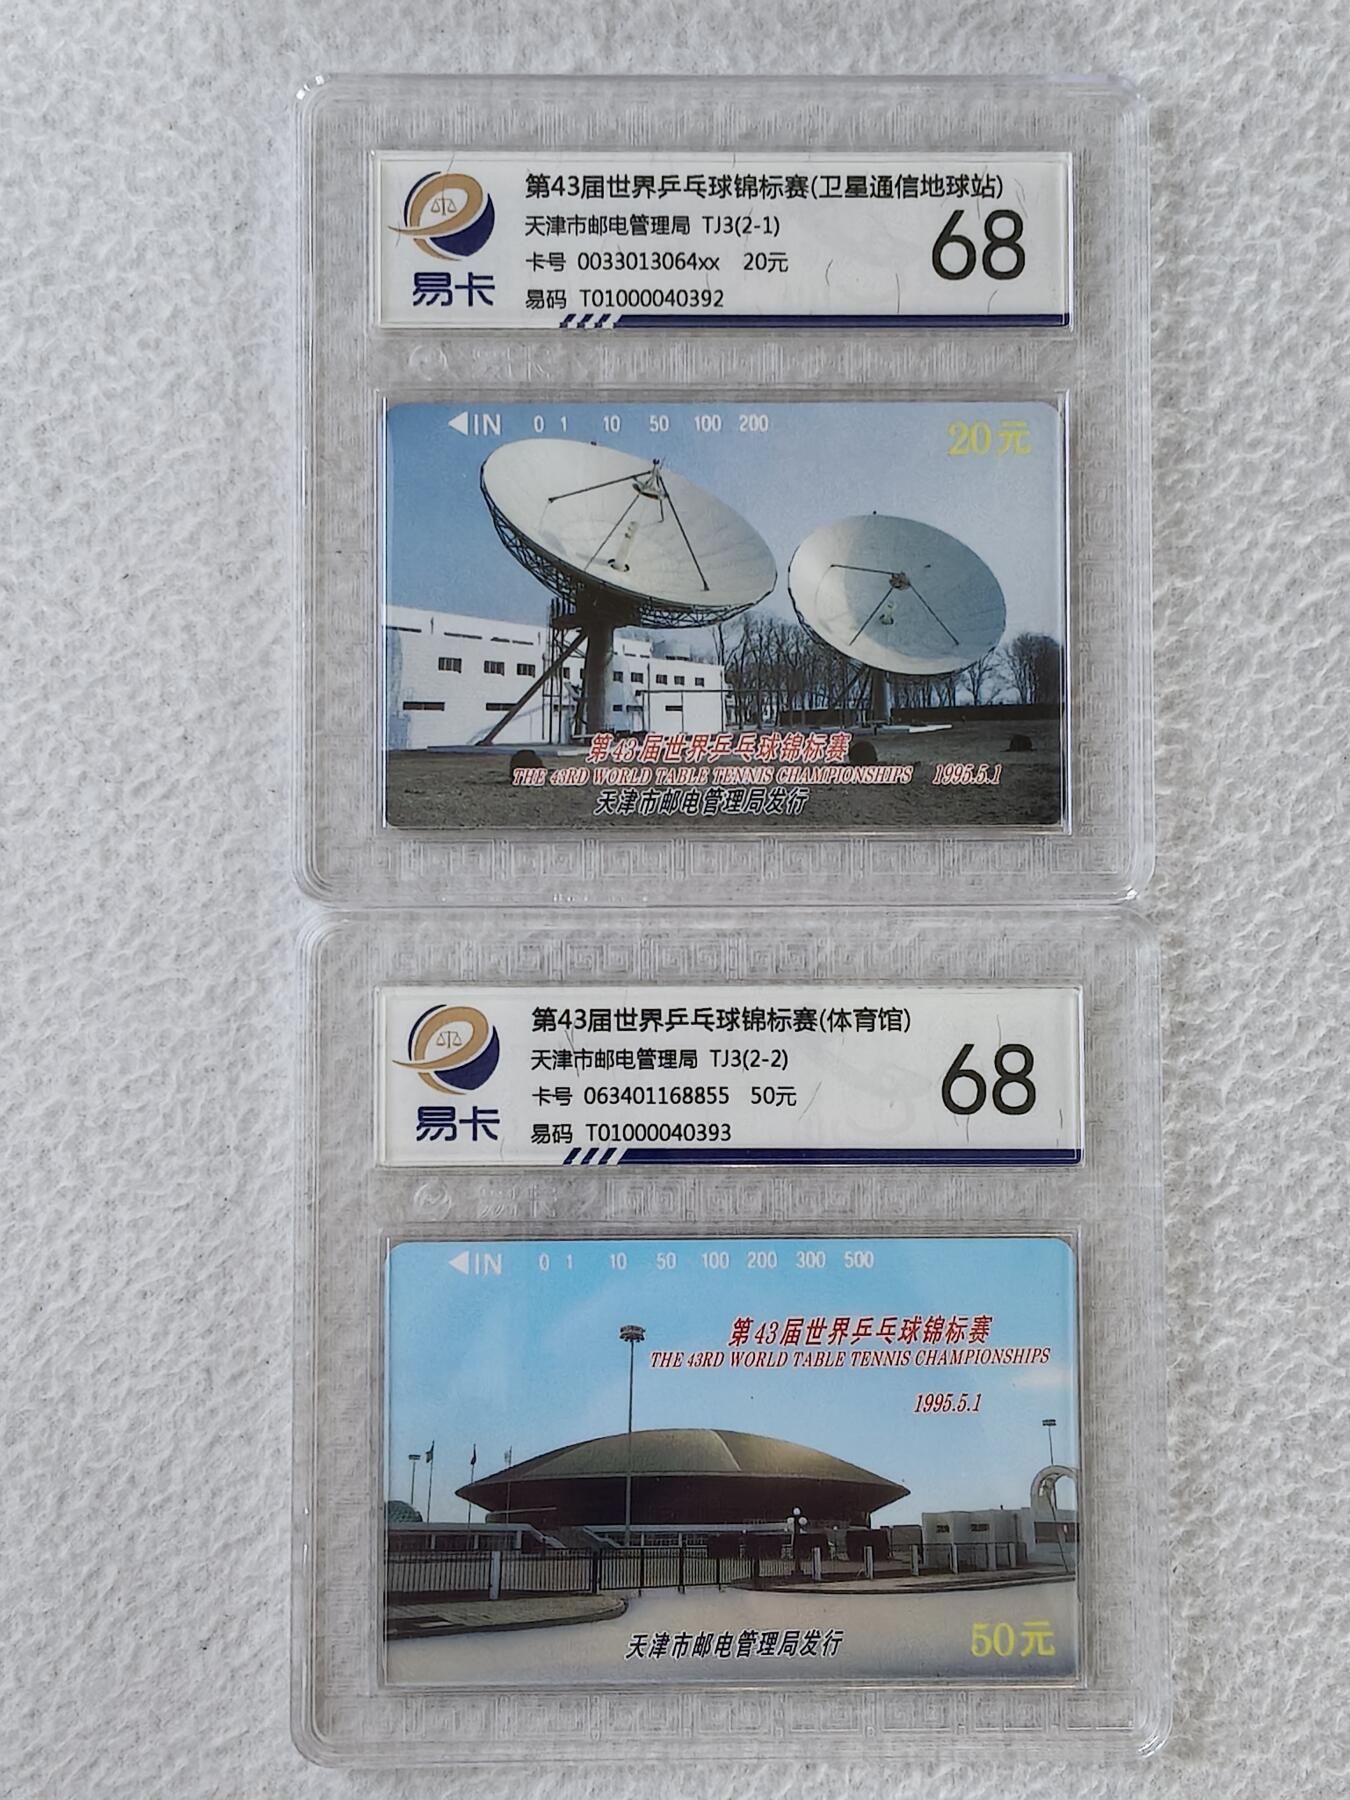 第43届世界乒乓球锦标赛(卫星通信地球站)
天津市邮电管理局 TJ3(2-1)
68
卡号 0033013064xx 20元
易卡
易码 T01000040392
IN 0 1 10 50 100 200
20元
第43届世界乒乓球锦标赛
THE 43RD WORLD TABLE TENNIS CHAMPIONSHIPS 1995.5.1
天津市邮电管理局发行
第43届世界乒乓球锦标赛(体育馆)
天津市邮电管理局 TJ3(2-2)
68
卡号 063401168855 50元
易卡
易码 T01000040393
IN 0 1 10 50 100 200 300 500
第43届世界乒乓球锦标赛
THE 43RD WORLD TABLE TENNIS CHAMPIONSHIPS
1995.5.1
天津市邮电管理局发行
50元